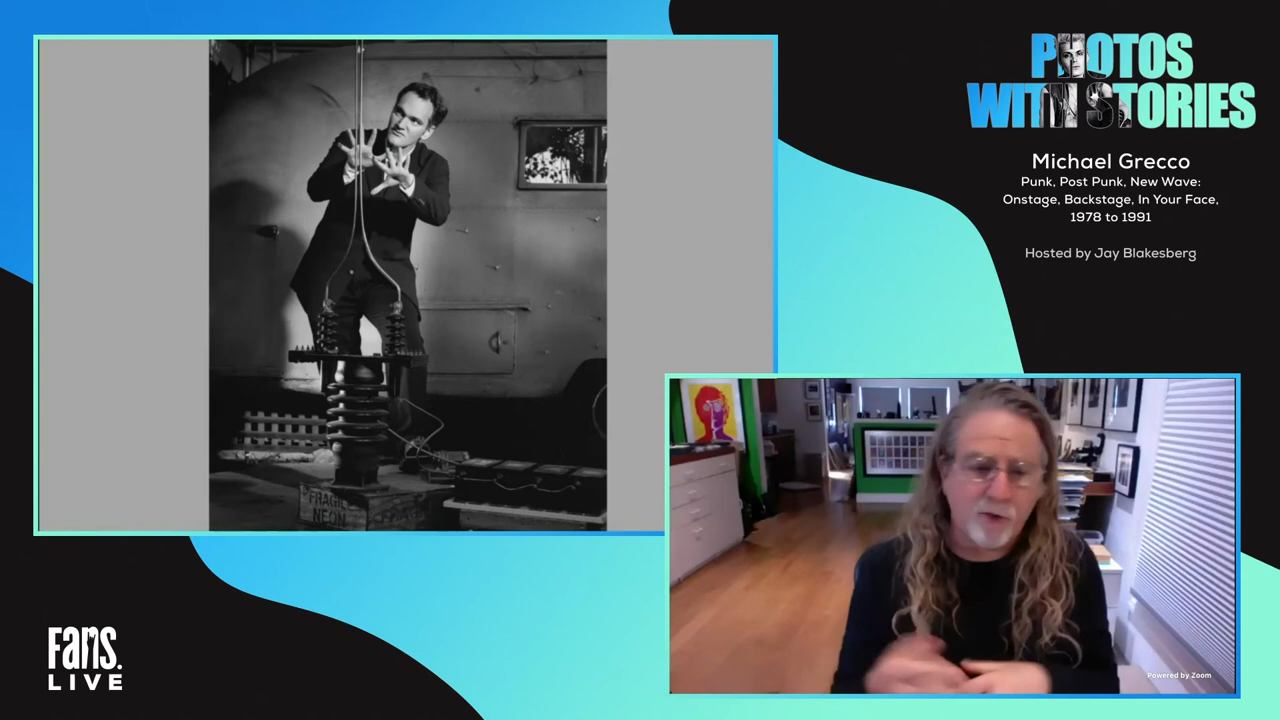 PHOTOS
WITH STORIES
Michael Grecco
Punk, Post Punk, New Wave:
Onstage, Backstage, In Your Face,
1978 to 1991
Hosted by Jay Blakesberg
FRAGILE
NEON
Fans.
LIVE
Powered by Zoom